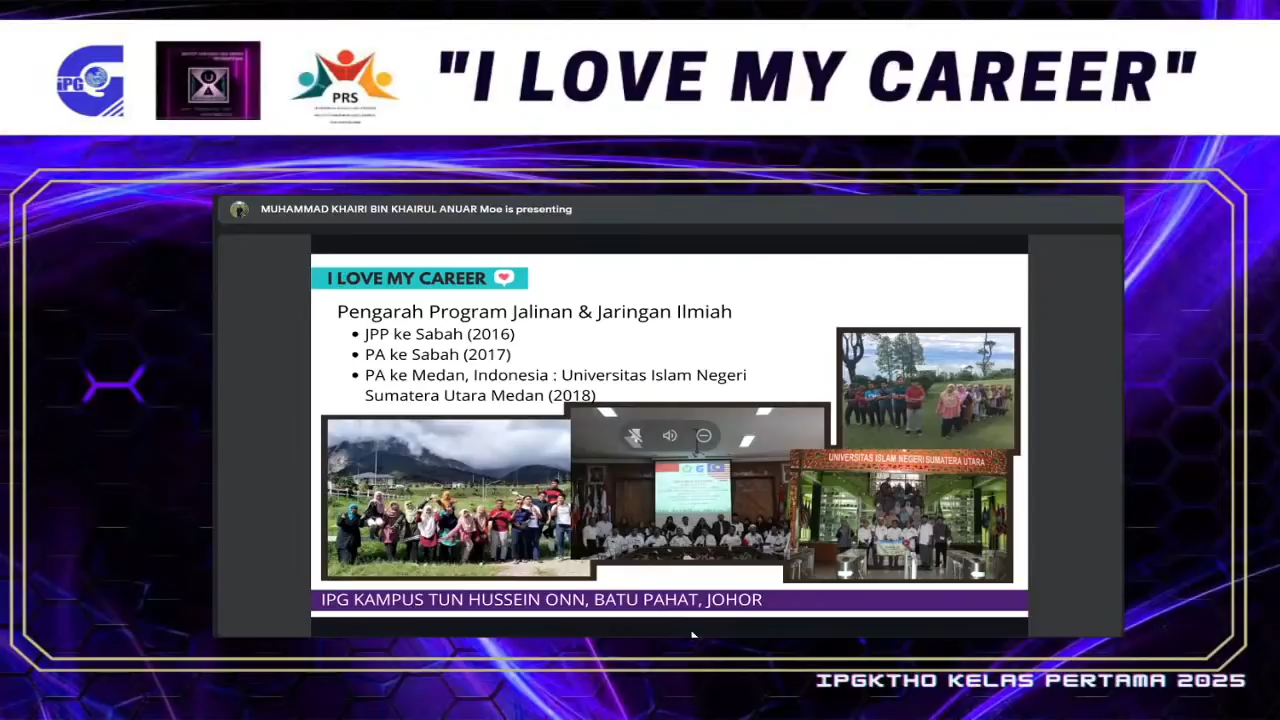 iPG
PRS
"I LOVE MY CAREER"
MUHAMMAD KHAIRI BIN KHAIRUL ANUAR Moe is presenting
I LOVE MY CAREER
Pengarah Program Jalinan & Jaringan Ilmiah
• JPP ke Sabah (2016)
• PA ke Sabah (2017)
• PA ke Medan, Indonesia : Universitas Islam Negeri
Sumatera Utara Medan (2018)
UNIVERSITAS ISLAM NEGERI SUMATERA UTARA
IPG KAMPUS TUN HUSSEIN ONN, BATU PAHAT, JOHOR
IPGKTHO KELAS PERTAMA 2025